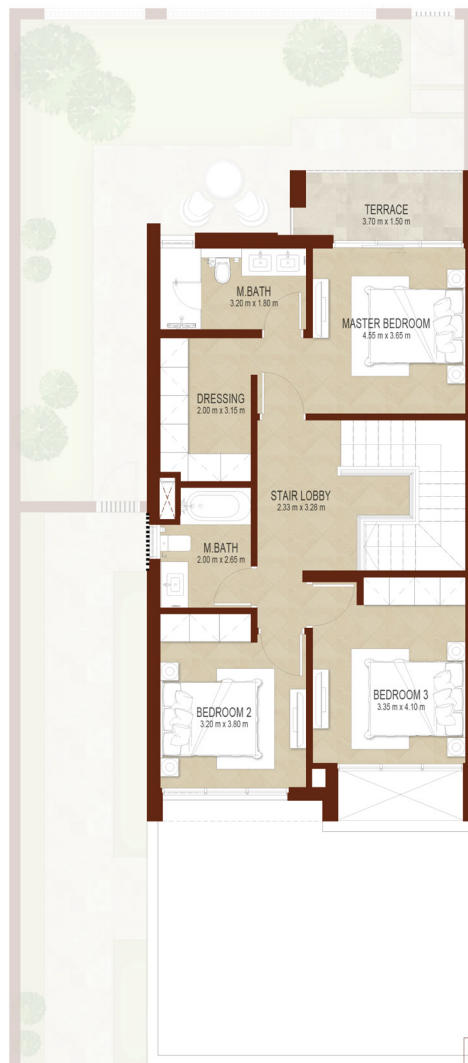 TERRACE
3.70 m x 1.50 m
M.BATH
3.20 m x 1.80 m
MASTER BEDROOM
4.55 m x 3.65 m
DRESSING
2.00 m x 3.15 m
STAIR LOBBY
2.33 m x 3.28 m
M.BATH
2.00 m x 2.65 m
BEDROOM 2
3.20 m x 3.80 m
BEDROOM 3
3.35 m x 4.10 m